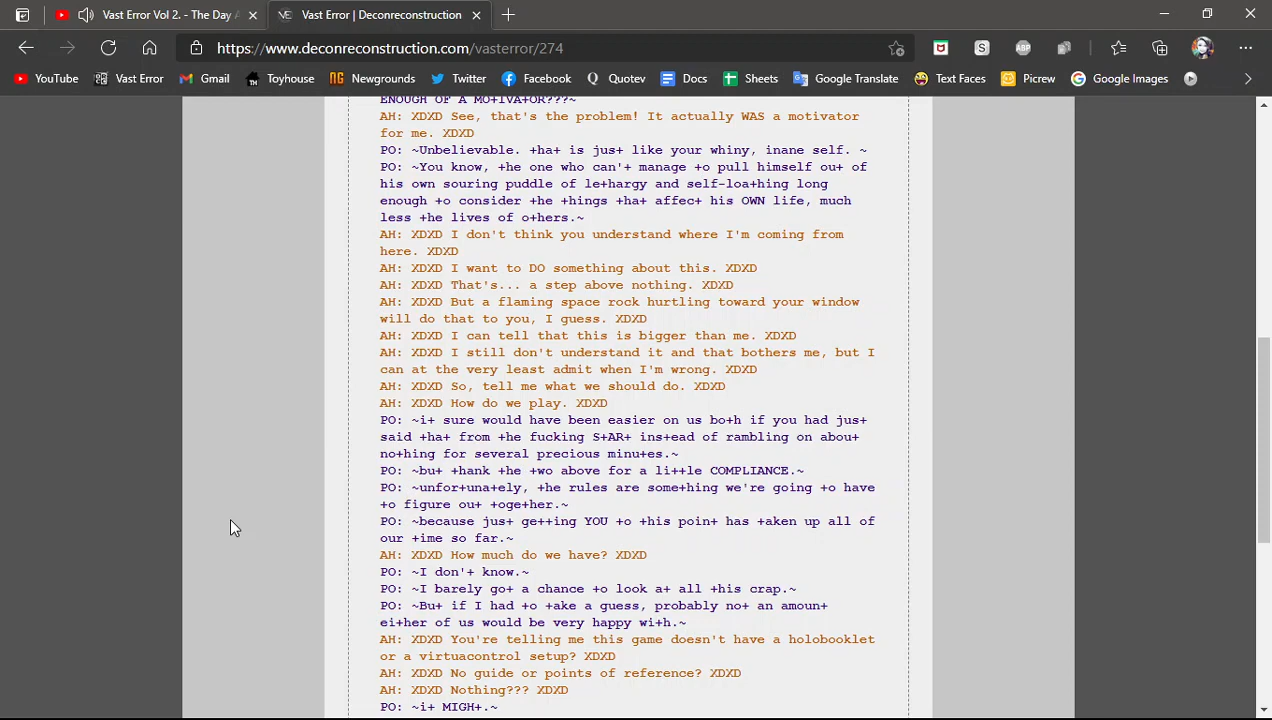 Vast Error Vol 2. - The Day A
Vast Error | Deconreconstruction
https://www.deconreconstruction.com/vasterror/274
YouTube Vast Error Gmail Toyhouse Newgrounds Twitter Facebook Quotev Docs Sheets Google Translate Text Faces Picrew Google Images
ENOUGH OF A MO+IVA+OR???~
AH: XDXD See, that's the problem! It actually WAS a motivator
for me. XDXD
PO: ~Unbelievable. +ha+ is jus+ like your whiny, inane self. ~
PO: ~You know, +he one who can'+ manage +o pull himself ou+ of
his own souring puddle of le+hargy and self-loa+hing long
enough +o consider +he +hings +ha+ affec+ his OWN life, much
less +he lives of o+hers.~
AH: XDXD I don't think you understand where I'm coming from
here. XDXD
AH: XDXD I want to DO something about this. XDXD
AH: XDXD That's... a step above nothing. XDXD
AH: XDXD But a flaming space rock hurtling toward your window
will do that to you, I guess. XDXD
AH: XDXD I can tell that this is bigger than me. XDXD
AH: XDXD I still don't understand it and that bothers me, but I
can at the very least admit when I'm wrong. XDXD
AH: XDXD So, tell me what we should do. XDXD
AH: XDXD How do we play. XDXD
PO: ~i+ sure would have been easier on us bo+h if you had jus+
said +ha+ from +he fucking S+AR+ ins+ead of rambling on abou+
no+hing for several precious minu+es.~
PO: ~bu+ +hank +he +wo above for a li++le COMPLIANCE.~
PO: ~unfor+una+ely, +he rules are some+hing we're going +o have
+o figure ou+ +oge+her.~
PO: ~because jus+ ge++ing YOU +o +his poin+ has +aken up all of
our +ime so far.~
AH: XDXD How much do we have? XDXD
PO: ~I don'+ know.~
PO: ~I barely go+ a chance +o look a+ all +his crap.~
PO: ~Bu+ if I had +o +ake a guess, probably no+ an amoun+
ei+her of us would be very happy wi+h.~
AH: XDXD You're telling me this game doesn't have a holobooklet
or a virtuacontrol setup? XDXD
AH: XDXD No guide or points of reference? XDXD
AH: XDXD Nothing??? XDXD
PO: ~i+ MIGH+.~